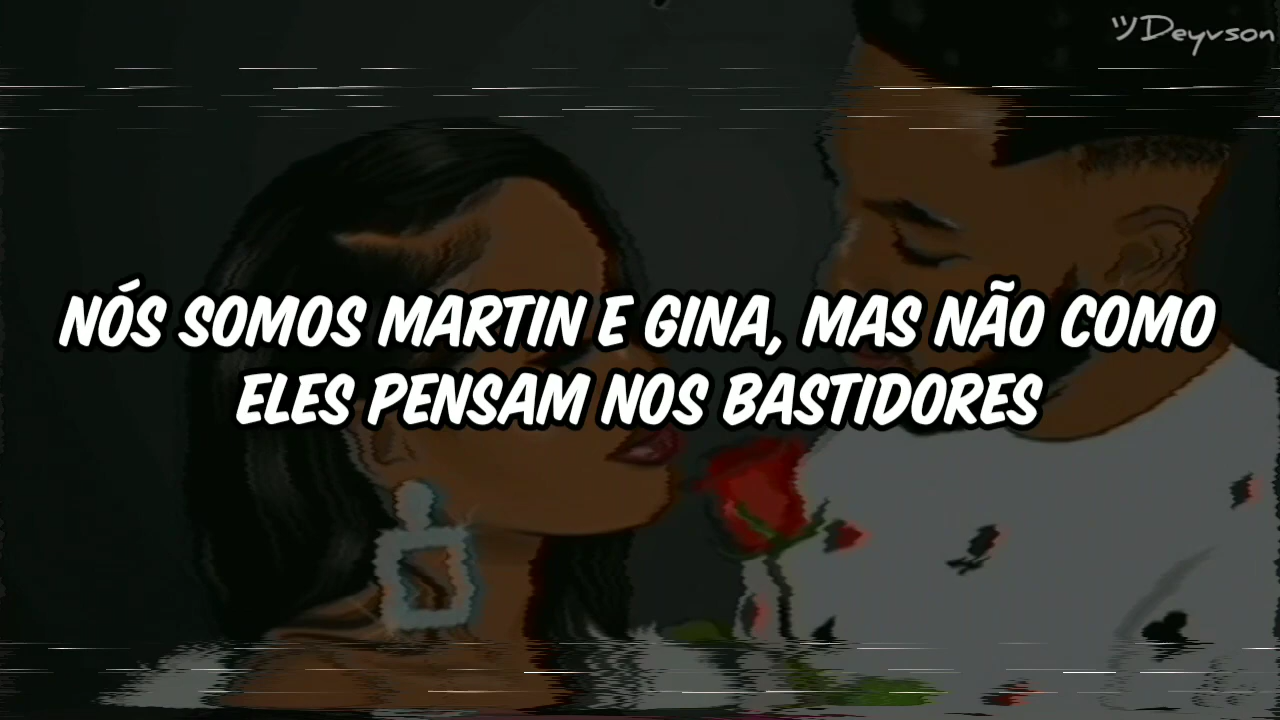 ツDeyvson
NÓS SOMOS MARTIN E GINA, MAS NÃO COMO
ELES PENSAM NOS BASTIDORES